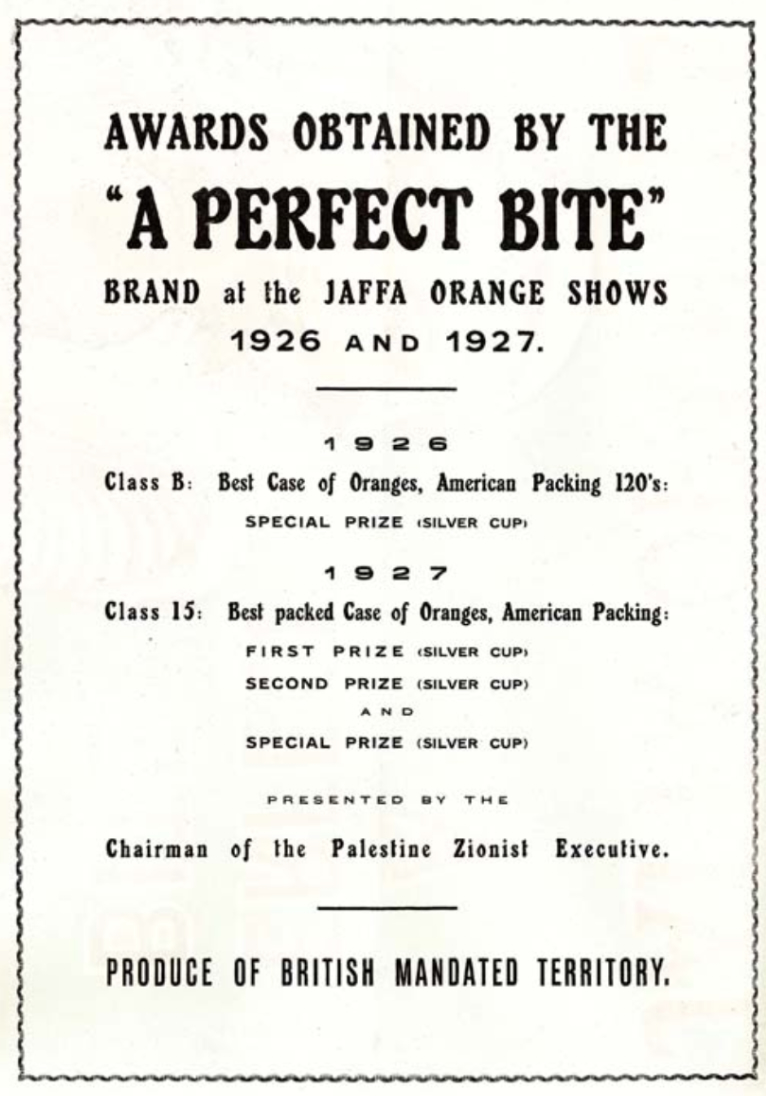 AWARDS OBTAINED BY THE
“A PERFECT BITE”
BRAND at the JAFFA ORANGE SHOWS
1926 AND 1927.
1926
Class B: Best Case of Oranges, American Packing 120's:
SPECIAL PRIZE (SILVER CUP)
1927
Class 15: Best packed Case of Oranges, American Packing:
FIRST PRIZE (SILVER CUP)
SECOND PRIZE (SILVER CUP)
AND
SPECIAL PRIZE (SILVER CUP)
PRESENTED BY THE
Chairman of the Palestine Zionist Executive.
PRODUCE OF BRITISH MANDATED TERRITORY.